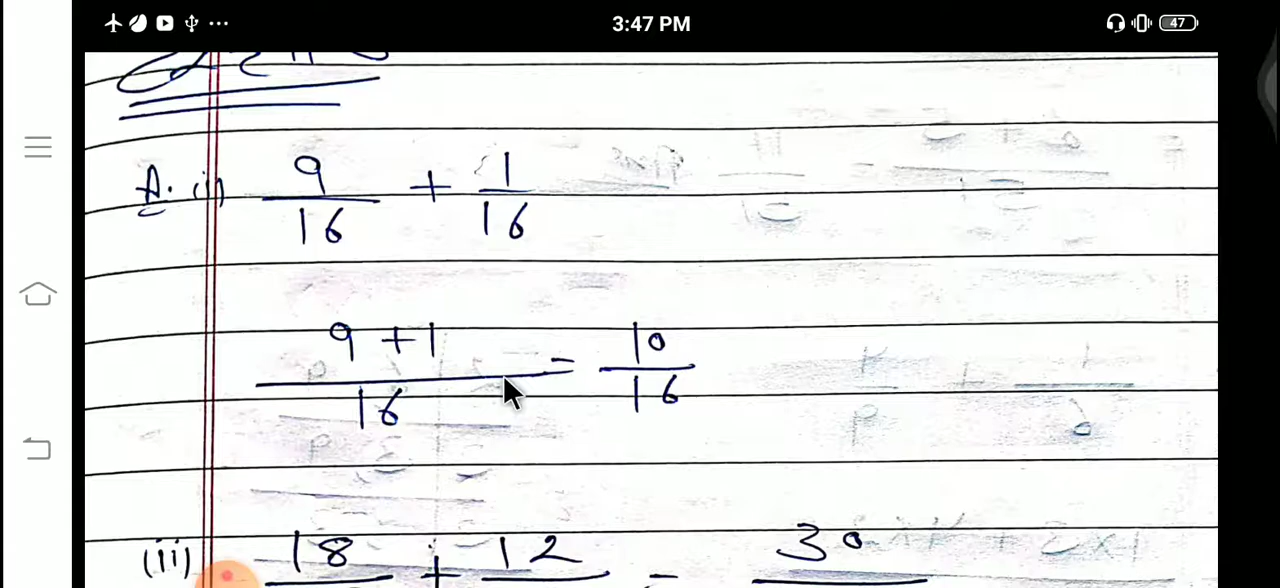 3:47 PM
47
A. (i) 9/16 + 1/16
9 + 1/16 = 10/16
(ii) 18 + 12 = 30